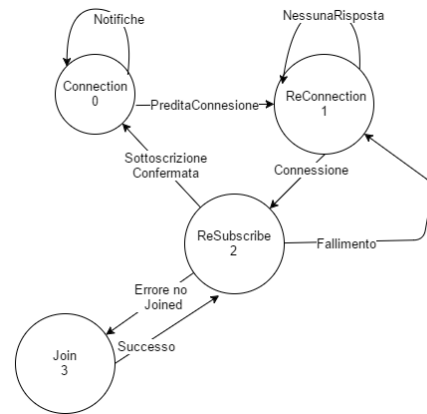 Notifiche
NessunaRisposta
Connection
0
PreditaConnesione
ReConnection
1
Sottoscrizione
Confermata
Connessione
ReSubscribe
2
Fallimento
Errore no
Joined
Successo
Join
3